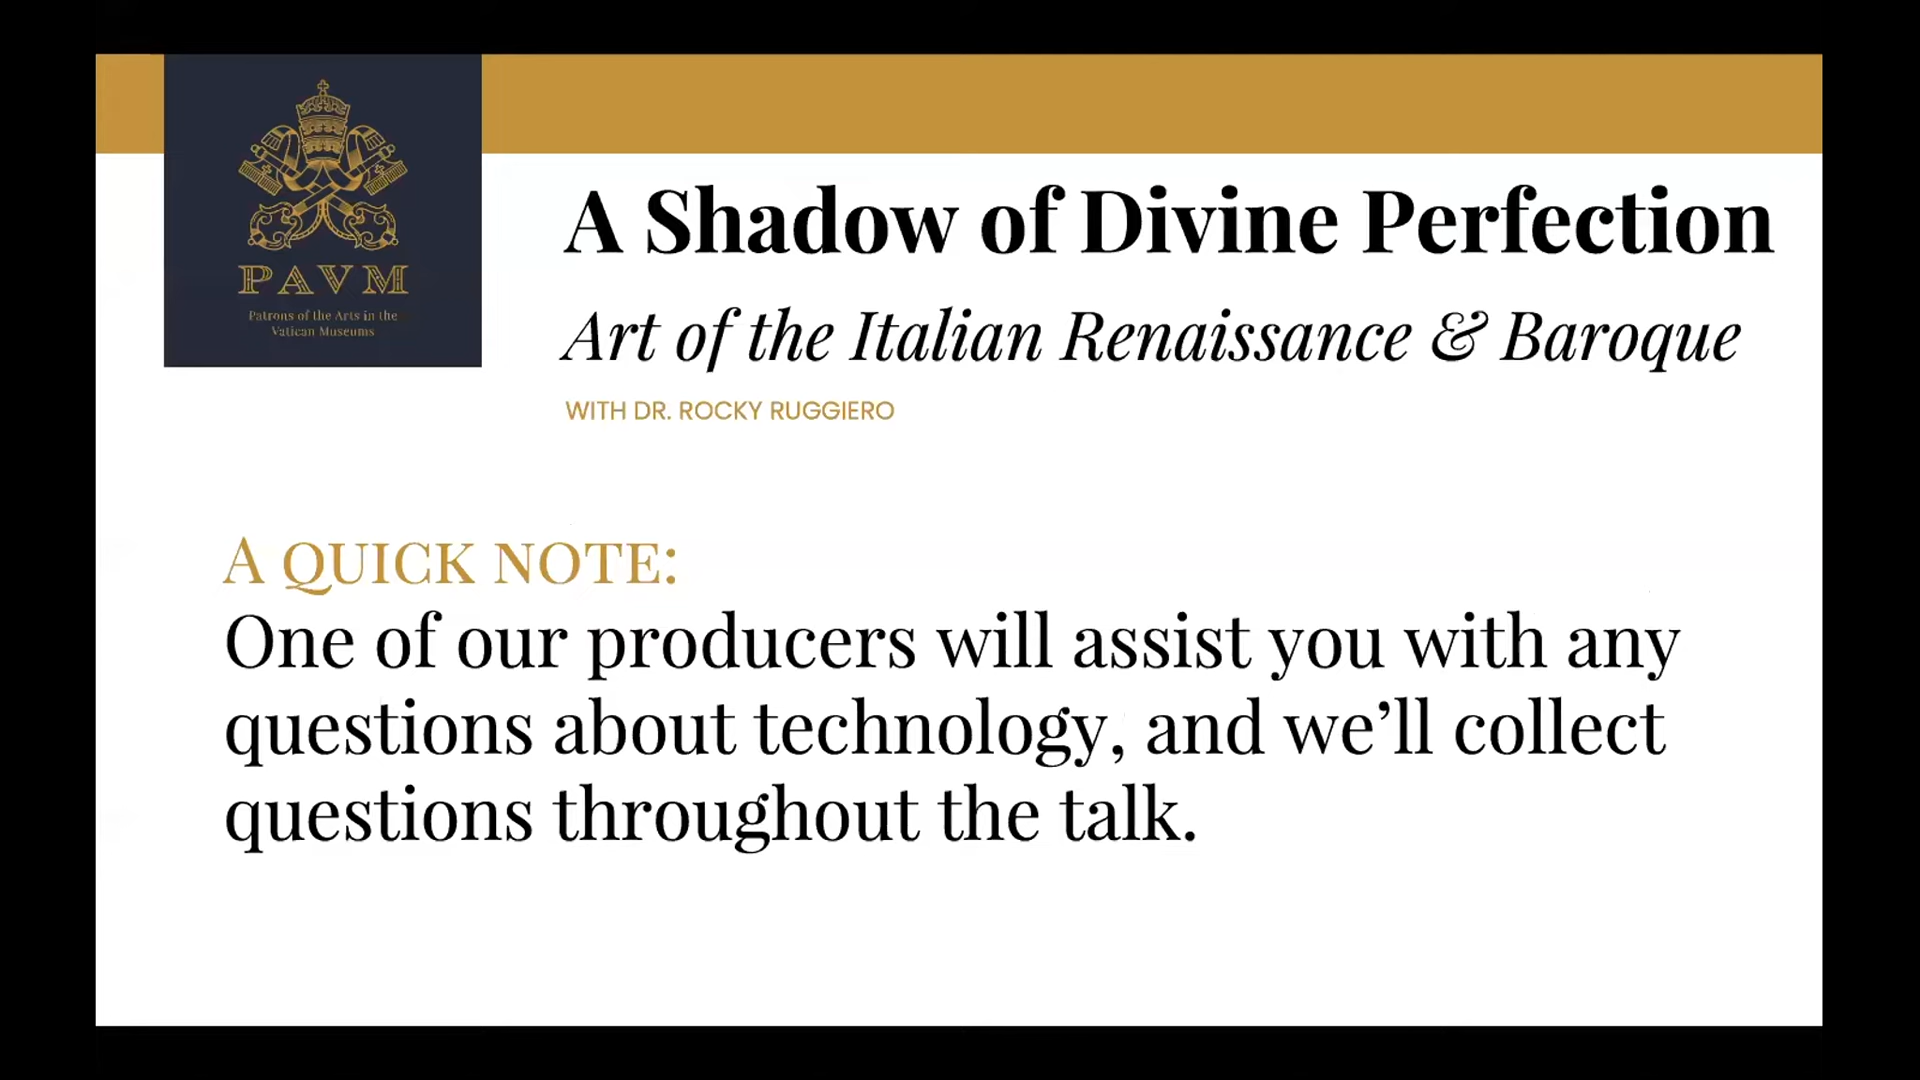 PAVM
Patrons of the Arts in the
Vatican Museums
A Shadow of Divine Perfection
Art of the Italian Renaissance & Baroque
WITH DR. ROCKY RUGGIERO
A QUICK NOTE:
One of our producers will assist you with any
questions about technology, and we’ll collect
questions throughout the talk.